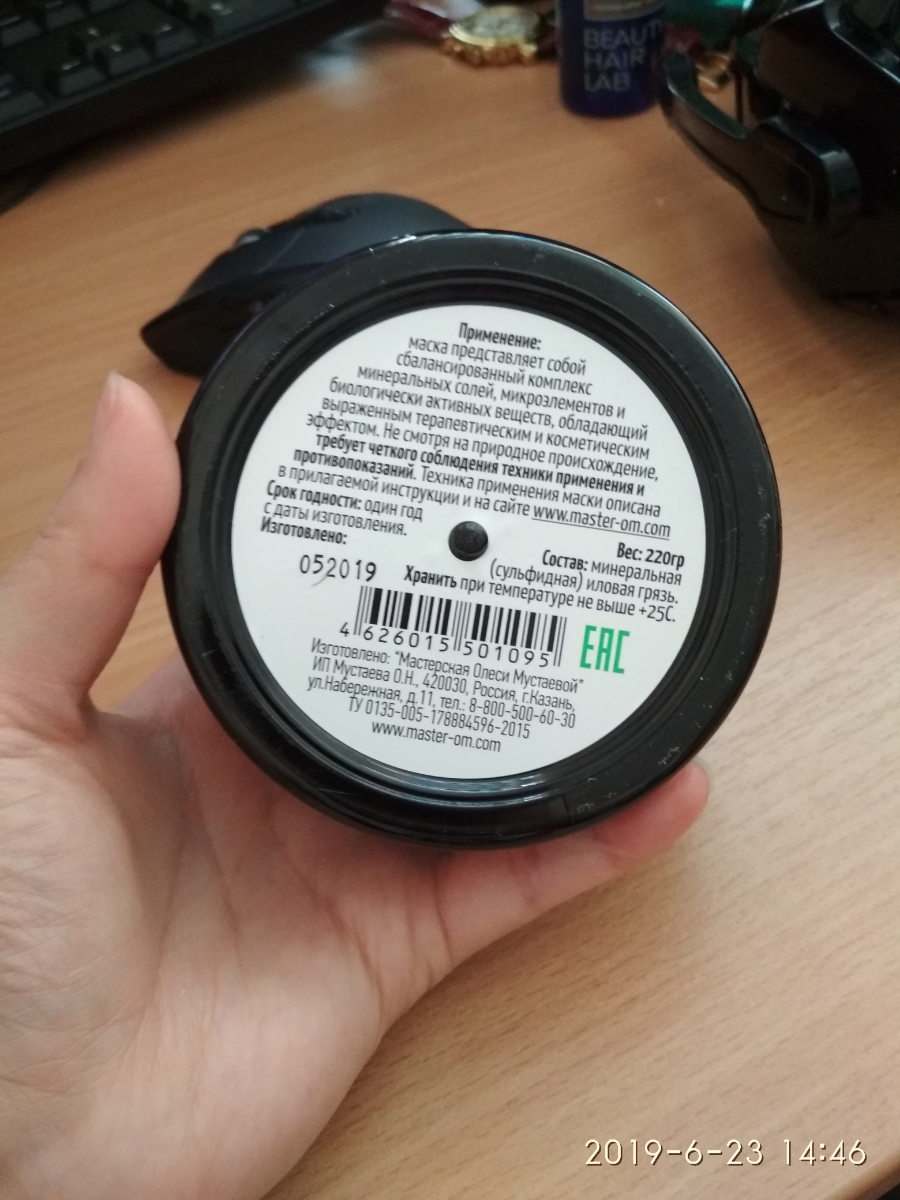 BEAUTY
HAIR
LAB
Применение:
маска представляет собой
сбалансированный комплекс
минеральных солей, микроэлементов и
биологически активных веществ, обладающий
выраженным терапевтическим и косметическим
эффектом. Не смотря на природное происхождение,
требует четкого соблюдения техники применения и
противопоказаний. Техника применения маски описана
в прилагаемой инструкции и на сайте www.master-om.com
Срок годности: один год
с даты изготовления.
Изготовлено:
052019
Вес: 220гр
Состав: минеральная
(сульфидная) иловая грязь.
Хранить при температуре не выше +25С.
4 626015 501095
EAC
Изготовлено: "Мастерская Олеси Мустаевой"
ИП Мустаева О.Н., 420030, Россия, г.Казань,
ул.Набережная, д.11, тел.: 8-800-500-60-30
ТУ 0135-005-178884596-2015
www.master-om.com
2019-6-23 14:46